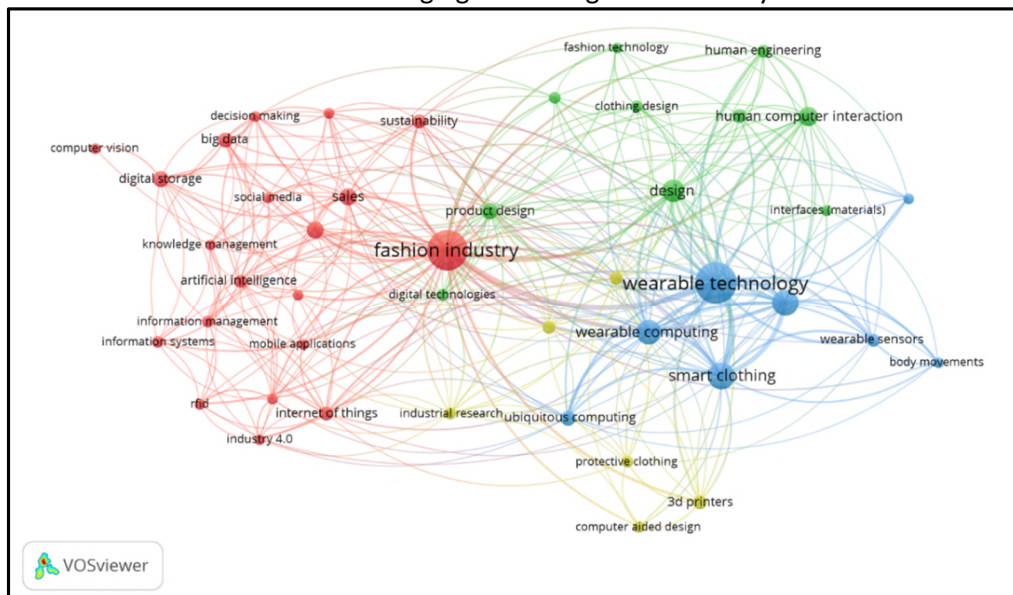 fashion technology
human engineering
decision making
sustainability
clothing design
human computer interaction
big data
computer vision
digital storage
social media
sales
design
product design
interfaces (materials)
knowledge management
fashion industry
artificial intelligence
digital technologies
wearable technology
information management
information systems
mobile applications
wearable computing
wearable sensors
body movements
smart clothing
rfid
internet of things
industrial research
ubiquitous computing
industry 4.0
protective clothing
3d printers
computer aided design
VOSviewer